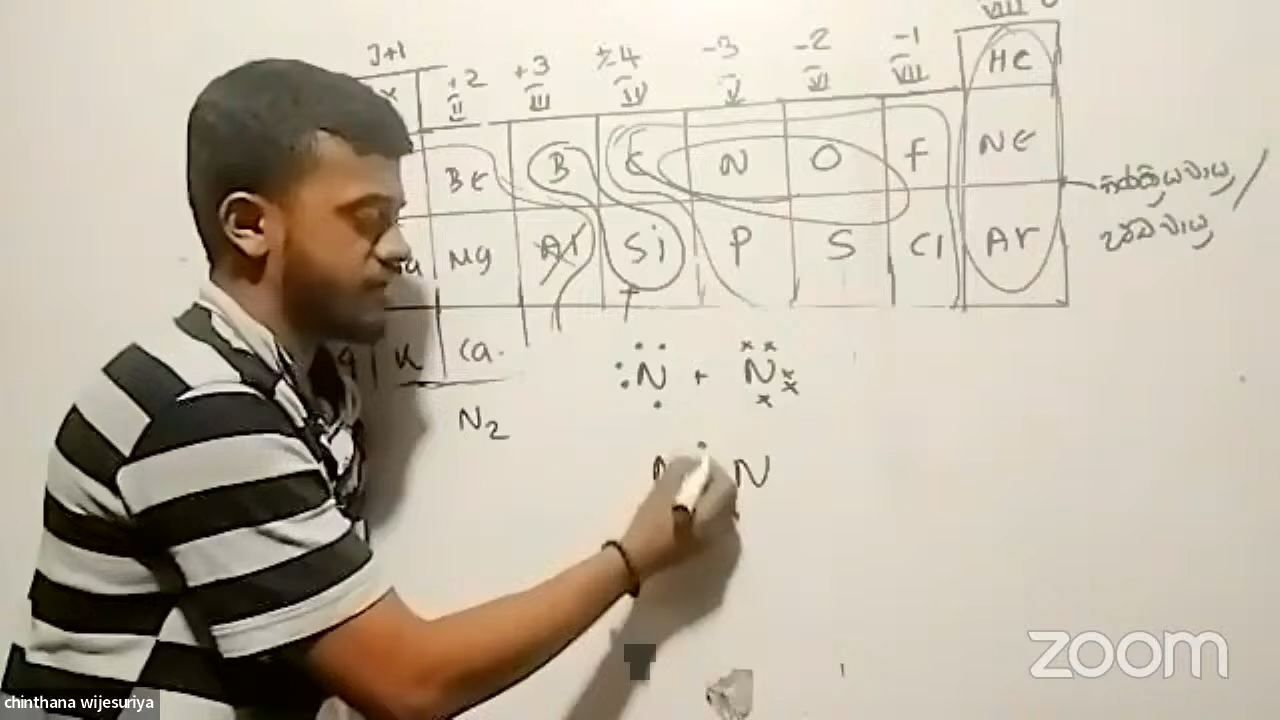 VIII 0
J+1 +2 +3 ±4 -3 -2 -1
II III IV V VI VII He
Be B C N O F Ne
Mg Al Si P S Cl Ar
K Ca.
නිෂ්ක්‍රීය වායු /
උච්ච වායු
N + N
N2
N N
zoom
chinthana wijesuriya